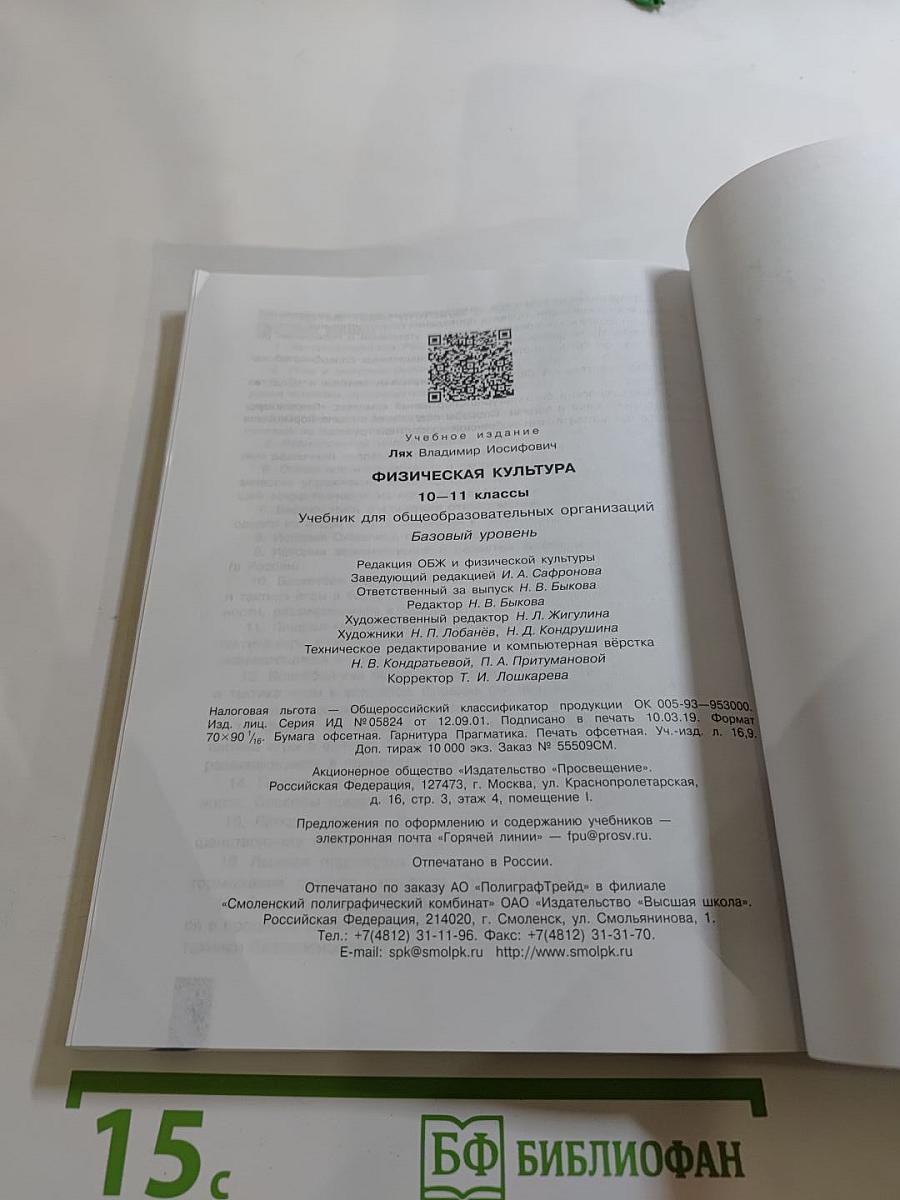 Учебное издание
Лях Владимир Иосифович
ФИЗИЧЕСКАЯ КУЛЬТУРА
10—11 классы
Учебник для общеобразовательных организаций
Базовый уровень
Редакция ОБЖ и физической культуры
Заведующий редакцией И. А. Сафронова
Ответственный за выпуск Н. В. Быкова
Редактор Н. В. Быкова
Художественный редактор Н. Л. Жигулина
Художники Н. П. Лобанёв, Н. Д. Кондрушина
Техническое редактирование и компьютерная вёрстка
Н. В. Кондратьевой, П. А. Притумановой
Корректор Т. И. Лошкарева
Налоговая льгота — Общероссийский классификатор продукции ОК 005-93—953000.
Изд. лиц. Серия ИД №05824 от 12.09.01. Подписано в печать 10.03.19. Формат
70×90 1/16. Бумага офсетная. Гарнитура Прагматика. Печать офсетная. Уч.-изд. л. 16,9.
Доп. тираж 10 000 экз. Заказ № 55509СМ.
Акционерное общество «Издательство «Просвещение».
Российская Федерация, 127473, г. Москва, ул. Краснопролетарская,
д. 16, стр. 3, этаж 4, помещение I.
Предложения по оформлению и содержанию учебников —
электронная почта «Горячей линии» — fpu@prosv.ru.
Отпечатано в России.
Отпечатано по заказу АО «ПолиграфТрейд» в филиале
«Смоленский полиграфический комбинат» ОАО «Издательство «Высшая школа».
Российская Федерация, 214020, г. Смоленск, ул. Смольянинова, 1.
Тел.: +7(4812) 31-11-96. Факс: +7(4812) 31-31-70.
E-mail: spk@smolpk.ru http://www.smolpk.ru
15 с
БФ БИБЛИОФАН